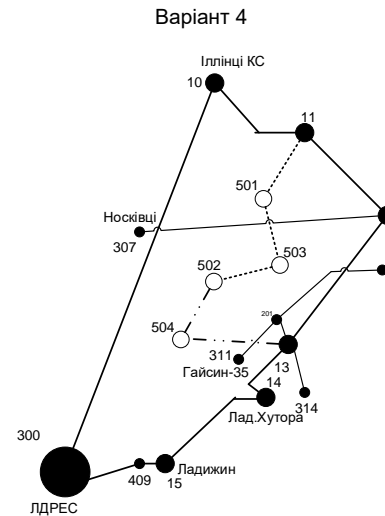 Варіант 4
Іллінці КС
10
11
501
Носківці
307
503
502
201
504
311
13
Гайсин-35
14
314
Лад.Хутора
300
409
Ладижин
15
ЛДРЕС